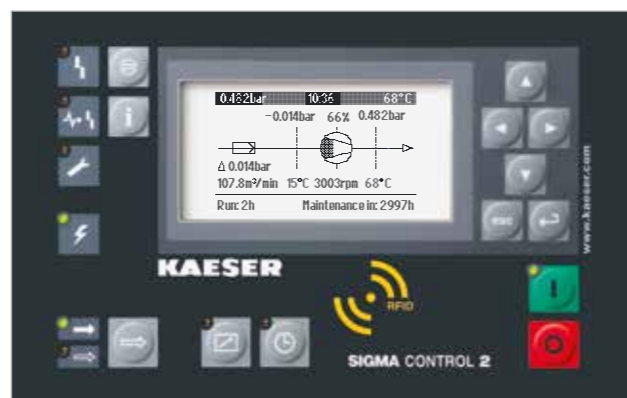 0.482bar 10:36 68°C
-0.014bar 66% 0.482bar
Δ 0.014bar
107.8m³/min 15°C 3003rpm 68°C
Run: 2h Maintenance in: 2997h
esc
KAESER
RFID
SIGMA CONTROL 2
www.kaeser.com